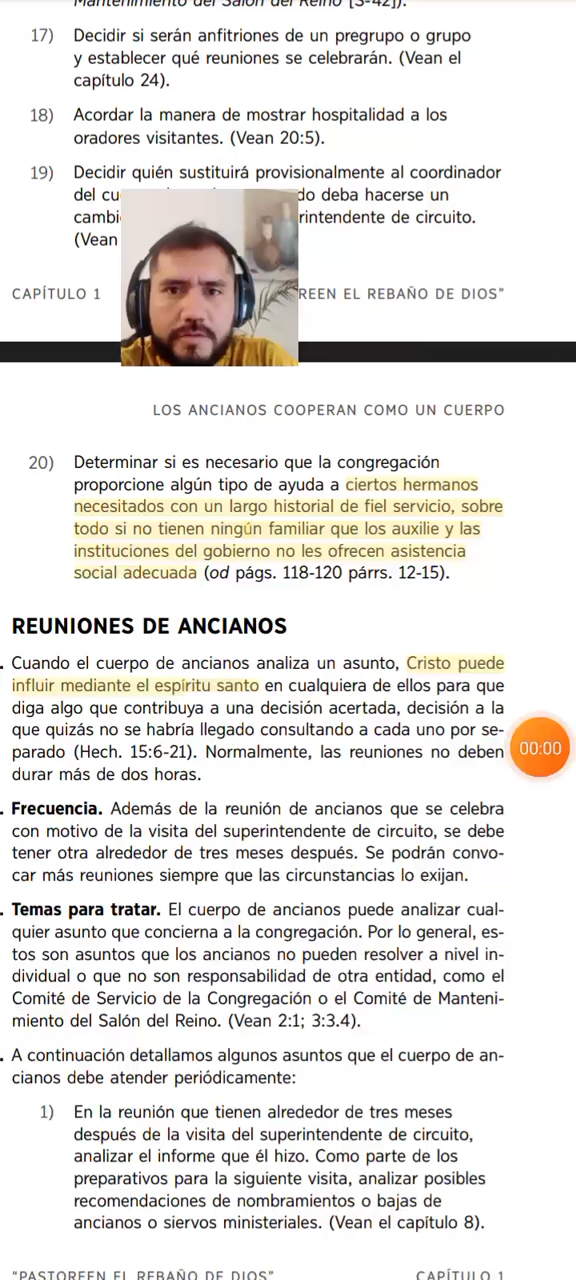 Mantenimiento del Salón del Reino [S-42]).
17) Decidir si serán anfitriones de un pregrupo o grupo
y establecer qué reuniones se celebrarán. (Vean el
capítulo 24).
18) Acordar la manera de mostrar hospitalidad a los
oradores visitantes. (Vean 20:5).
19) Decidir quién sustituirá provisionalmente al coordinador
del do deba hacerse un
rintendente de circuito.
(Vean
CAPÍTULO 1 REEN EL REBAÑO DE DIOS”
LOS ANCIANOS COOPERAN COMO UN CUERPO
20) Determinar si es necesario que la congregación
proporcione algún tipo de ayuda a ciertos hermanos
necesitados con un largo historial de fiel servicio, sobre
todo si no tienen ningún familiar que los auxilie y las
instituciones del gobierno no les ofrecen asistencia
social adecuada (od págs. 118-120 párrs. 12-15).
REUNIONES DE ANCIANOS
. Cuando el cuerpo de ancianos analiza un asunto, Cristo puede
influir mediante el espíritu santo en cualquiera de ellos para que
diga algo que contribuya a una decisión acertada, decisión a la
que quizás no se habría llegado consultando a cada uno por se-
parado (Hech. 15:6-21). Normalmente, las reuniones no deben
durar más de dos horas.
00:00
. Frecuencia. Además de la reunión de ancianos que se celebra
con motivo de la visita del superintendente de circuito, se debe
tener otra alrededor de tres meses después. Se podrán convo-
car más reuniones siempre que las circunstancias lo exijan.
. Temas para tratar. El cuerpo de ancianos puede analizar cual-
quier asunto que concierna a la congregación. Por lo general, es-
tos son asuntos que los ancianos no pueden resolver a nivel in-
dividual o que no son responsabilidad de otra entidad, como el
Comité de Servicio de la Congregación o el Comité de Manteni-
miento del Salón del Reino. (Vean 2:1; 3:3.4).
. A continuación detallamos algunos asuntos que el cuerpo de an-
cianos debe atender periódicamente:
1) En la reunión que tienen alrededor de tres meses
después de la visita del superintendente de circuito,
analizar el informe que él hizo. Como parte de los
preparativos para la siguiente visita, analizar posibles
recomendaciones de nombramientos o bajas de
ancianos o siervos ministeriales. (Vean el capítulo 8).
“PASTOREEN EL REBAÑO DE DIOS” CAPÍTULO 1